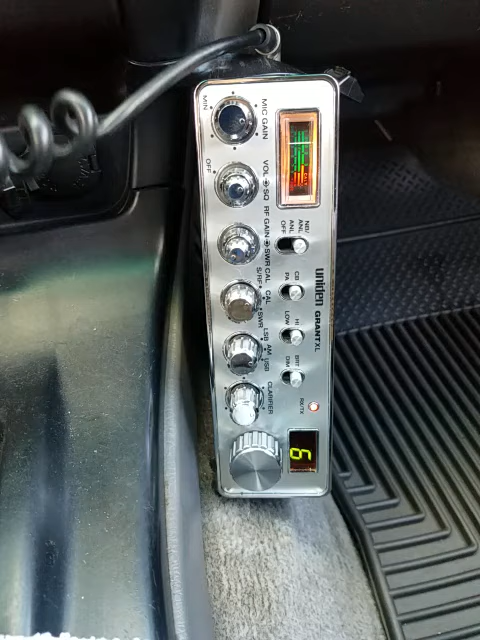 MIN
MIC GAIN
OFF
VOL
SQ
RF GAIN
SWR CAL
S/RF
CAL
SWR
LSB
AM
USB
CLARIFIER
NB/
ANL
ANL
OFF
CB
PA
HI
LOW
BRT
DIM
RX/TX
uniden GRANT XL
6